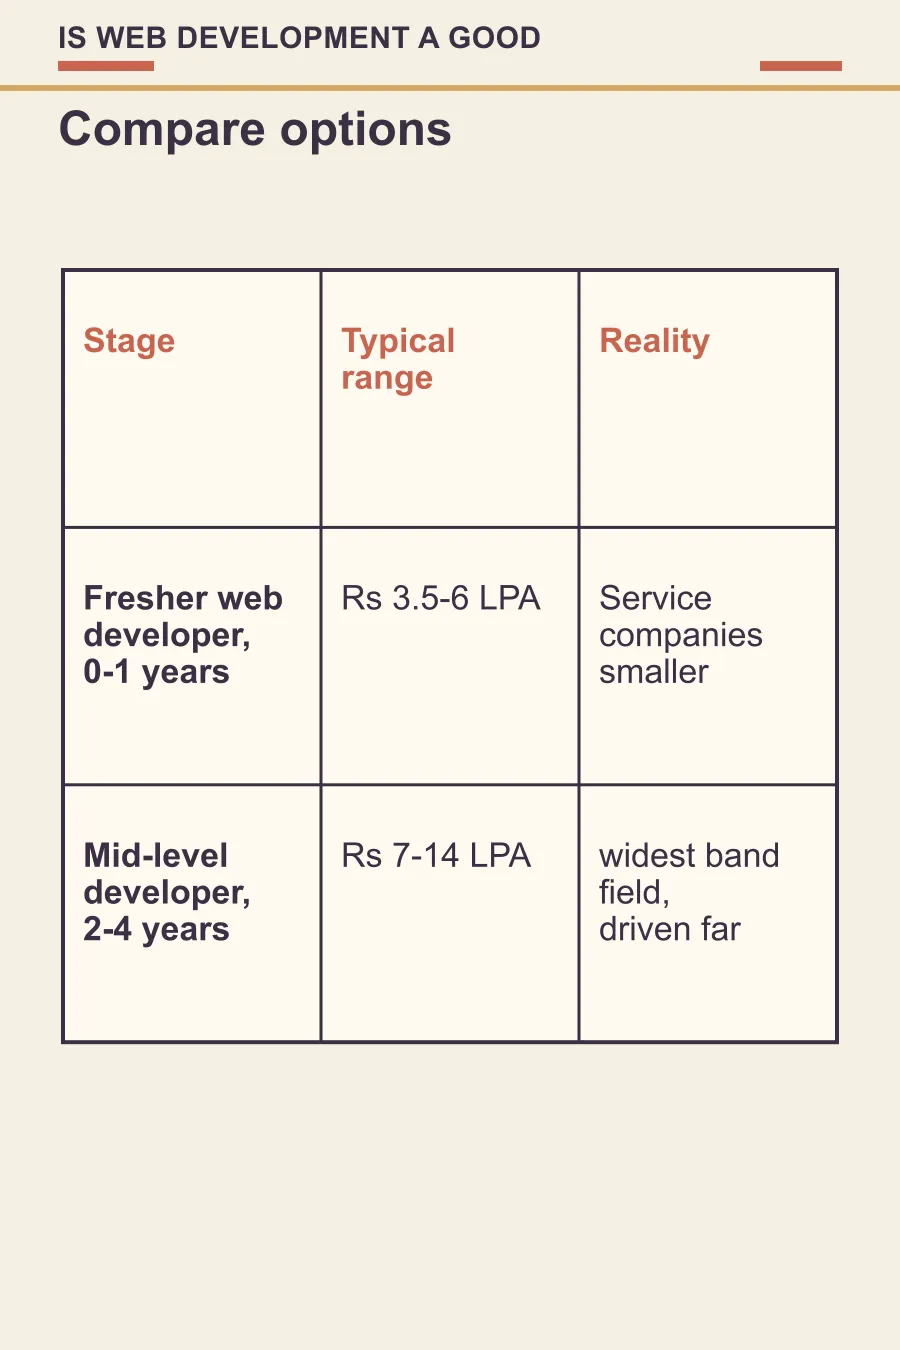 IS WEB DEVELOPMENT A GOOD
Compare options
Stage
Typical
range
Reality
Fresher web
developer,
0-1 years
Rs 3.5-6 LPA
Service
companies
smaller
Mid-level
developer,
2-4 years
Rs 7-14 LPA
widest band
field,
driven far